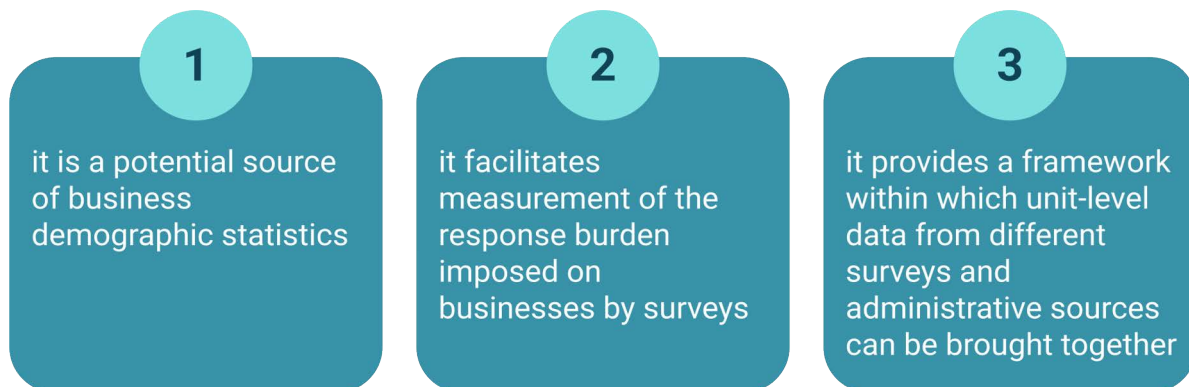 1
it is a potential source
of business
demographic statistics
2
it facilitates
measurement of the
response burden
imposed on
businesses by surveys
3
it provides a framework
within which unit-level
data from different
surveys and
administrative sources
can be brought together